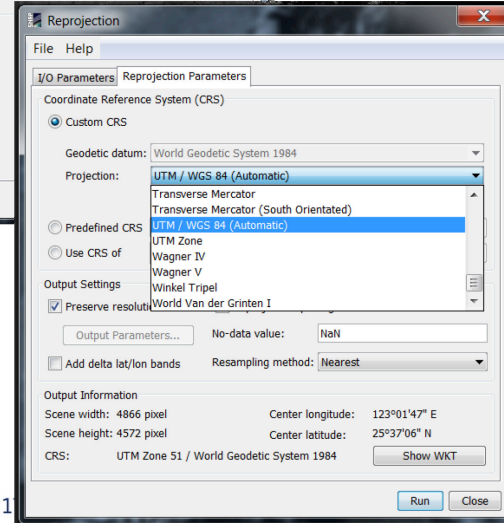 Reprojection
File Help
I/O Parameters Reprojection Parameters
Coordinate Reference System (CRS)
Custom CRS
Geodetic datum: World Geodetic System 1984
Projection: UTM / WGS 84 (Automatic)
Transverse Mercator
Transverse Mercator (South Orientated)
Predefined CRS UTM / WGS 84 (Automatic)
UTM Zone
Use CRS of Wagner IV
Wagner V
Output Settings Winkel Tripel
Preserve World Van der Grinten I
Output Parameters... No-data value: NaN
Add delta lat/lon bands Resampling method: Nearest
Output Information
Scene width: 4866 pixel Center longitude: 123°01'47" E
Scene height: 4572 pixel Center latitude: 25°37'06" N
CRS: UTM Zone 51 / World Geodetic System 1984 Show WKT
Run Close